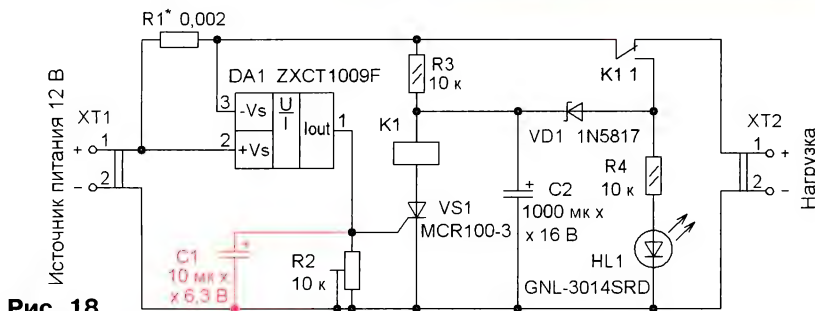 R1* 0,002
DA1 ZXCT1009F
R3
10 к
K1.1
XT1
3
-Vs
U
I
Iout
1
K1
XT2
+ 1
2
+Vs
VD1 1N5817
1 +
- 2
R4
10 к
2 -
Источник питания 12 В
VS1
MCR100-3
C2
1000 мк х
х 16 В
Нагрузка
+
+
C1
10 мк х
х 6,3 В
R2
10 к
HL1
GNL-3014SRD
Рис. 18